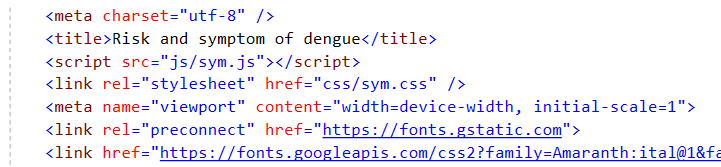 <meta charset="utf-8" />
<title>Risk and symptom of dengue</title>
<script src="js/sym.js"></script>
<link rel="stylesheet" href="css/sym.css" />
<meta name="viewport" content="width=device-width, initial-scale=1">
<link rel="preconnect" href="https://fonts.gstatic.com">
<link href="https://fonts.googleapis.com/css2?family=Amaranth:ital@1&fa